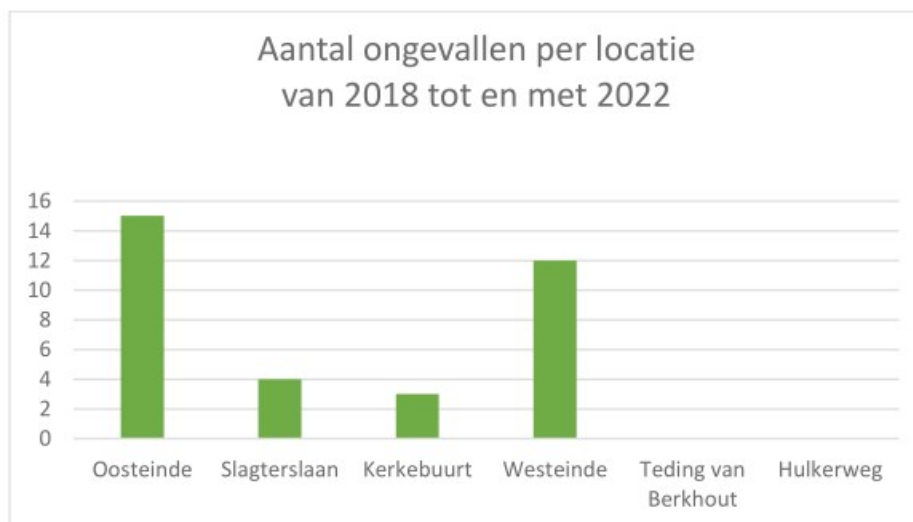 Aantal ongevallen per locatie
van 2018 tot en met 2022
16
14
12
10
8
6
4
2
0
Oosteinde Slagterslaan Kerkebuurt Westeinde Teding van Hulkerweg
Berkhout